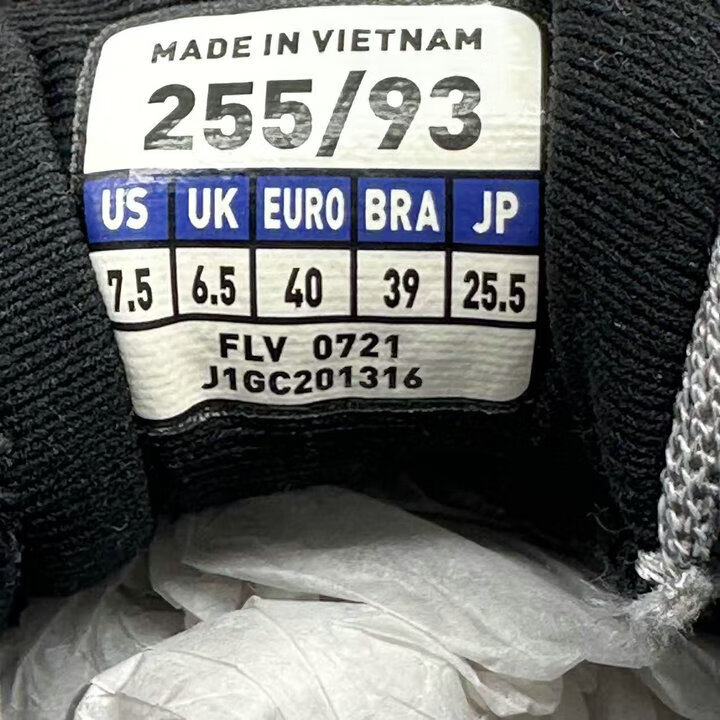 MADE IN VIETNAM
255/93
US UK EURO BRA JP
7.5 6.5 40 39 25.5
FLV 0721
J1GC201316